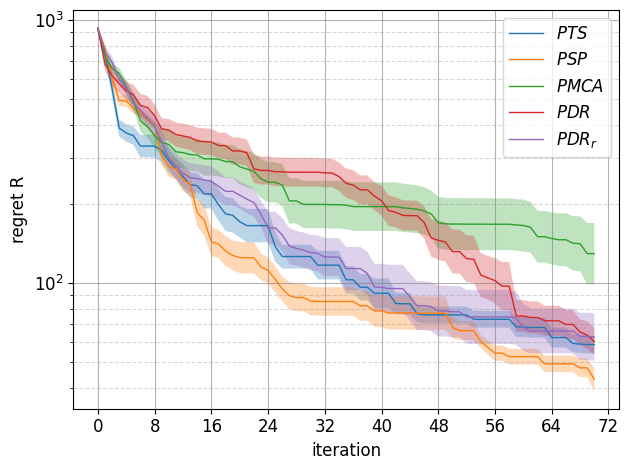 10³
10²
regret R
0 8 16 24 32 40 48 56 64 72
iteration
PTS
PSP
PMCA
PDR
PDRᵣ